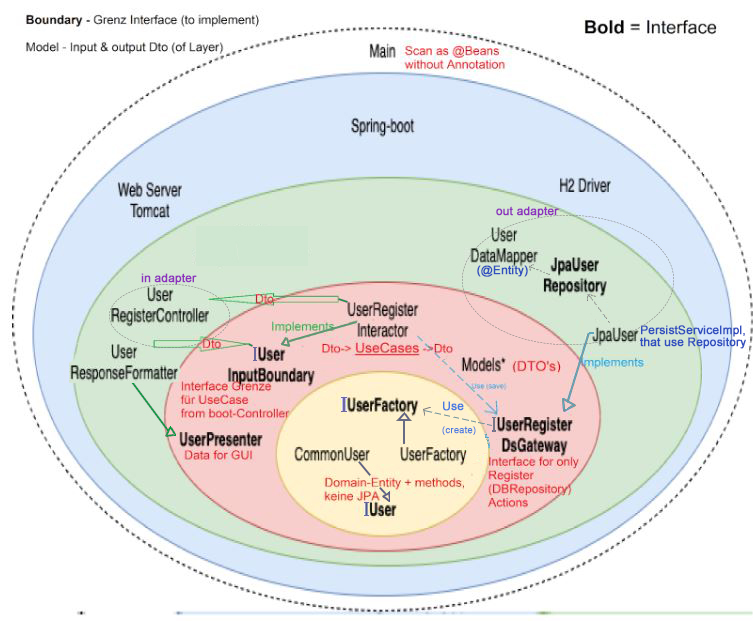 Boundary - Grenz Interface (to implement)
Bold = Interface
Model - Input & output Dto (of Layer)
Main
Scan as @Beans
without Annotation
Spring-boot
Web Server
Tomcat
H2 Driver
out adapter
User
DataMapper
(@Entity)
JpaUser
Repository
in adapter
User
RegisterController
Dto
UserRegister
Interactor
Implements
JpaUser
PersistServiceImpl,
that use Repository
User
ResponseFormatter
Dto
IUser
InputBoundary
Dto-> UseCases ->Dto
Models* (DTO's)
Implements
Interface Grenze
für UseCase
from boot-Controller
Use (save)
IUserFactory
Use
(create)
IUserRegister
DsGateway
UserPresenter
Data for GUI
CommonUser
UserFactory
Interface for only
Register
(DBRepository)
Actions
Domain-Entity + methods,
keine JPA
IUser